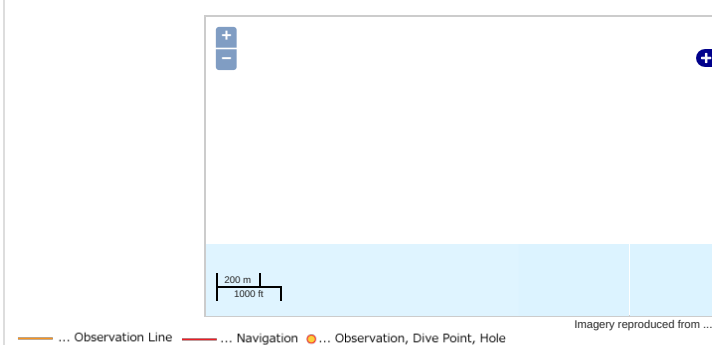 +
−
+
200 m
1000 ft
Imagery reproduced from ...
... Observation Line ... Navigation ... Observation, Dive Point, Hole